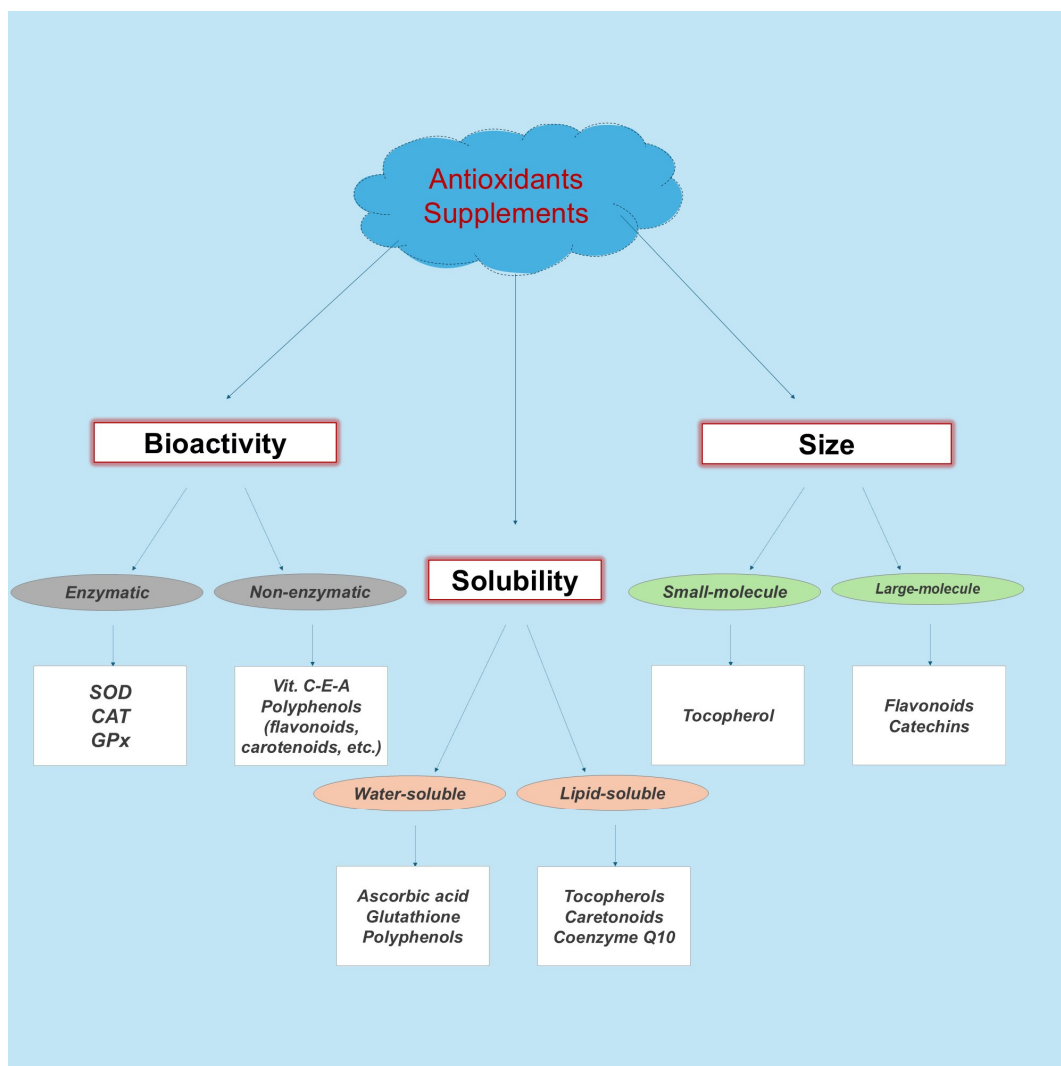 Antioxidants
Supplements
Bioactivity
Size
Solubility
Enzymatic
Non-enzymatic
Small-molecule
Large-molecule
SOD
CAT
GPx
Vit. C-E-A
Polyphenols
(flavonoids,
carotenoids, etc.)
Tocopherol
Flavonoids
Catechins
Water-soluble
Lipid-soluble
Ascorbic acid
Glutathione
Polyphenols
Tocopherols
Caretonoids
Coenzyme Q10